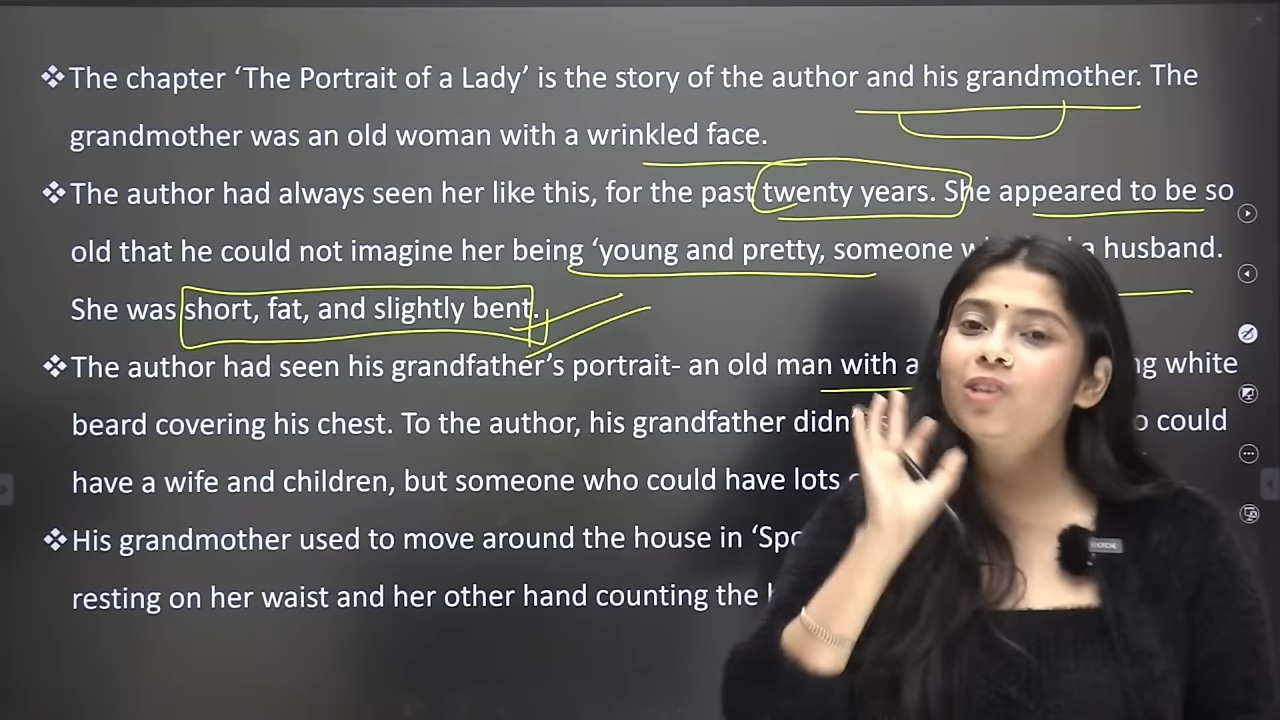 ❖The chapter ‘The Portrait of a Lady’ is the story of the author and his grandmother. The
grandmother was an old woman with a wrinkled face.
❖The author had always seen her like this, for the past twenty years. She appeared to be so
old that he could not imagine her being ‘young and pretty, someone a husband.
She was short, fat, and slightly bent.
❖The author had seen his grandfather’s portrait- an old man with a white
beard covering his chest. To the author, his grandfather could
have a wife and children, but someone who could have lots
❖His grandmother used to move around the house in
resting on her waist and her other hand counting the